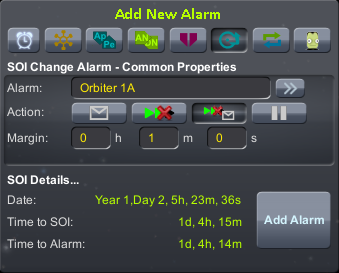 Add New Alarm
Ap Pe AN DN
SOI Change Alarm - Common Properties
Alarm: Orbiter 1A
Action:
Margin: 0 h 1 m 0 s
SOI Details...
Date: Year 1,Day 2, 5h, 23m, 36s
Time to SOI: 1d, 4h, 15m
Add Alarm
Time to Alarm: 1d, 4h, 14m